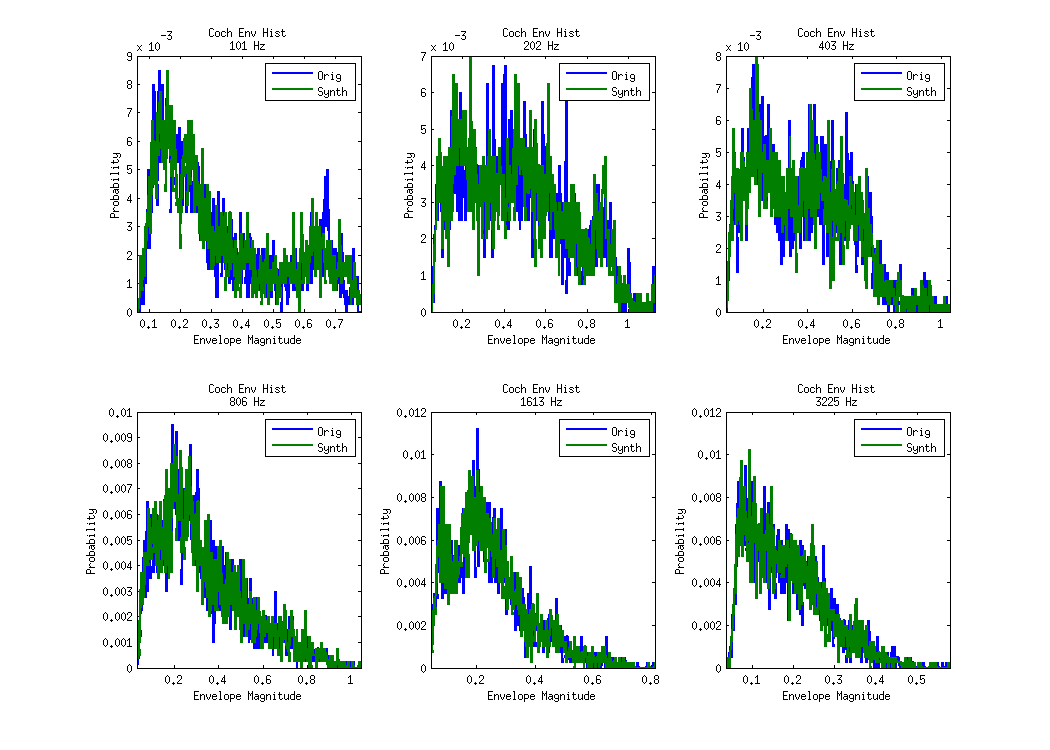 Coch Env Hist
101 Hz
x 10 -3
9
8
7
6
5
4
3
2
1
0
0.1 0.2 0.3 0.4 0.5 0.6 0.7
Probability
Envelope Magnitude
Orig
Synth
Coch Env Hist
202 Hz
x 10 -3
7
6
5
4
3
2
1
0
0.2 0.4 0.6 0.8 1
Probability
Envelope Magnitude
Orig
Synth
Coch Env Hist
403 Hz
x 10 -3
8
7
6
5
4
3
2
1
0
0.2 0.4 0.6 0.8 1
Probability
Envelope Magnitude
Orig
Synth
Coch Env Hist
806 Hz
0.01
0.009
0.008
0.007
0.006
0.005
0.004
0.003
0.002
0.001
0
0.2 0.4 0.6 0.8 1
Probability
Envelope Magnitude
Orig
Synth
Coch Env Hist
1613 Hz
0.012
0.01
0.008
0.006
0.004
0.002
0
0.2 0.4 0.6 0.8
Probability
Envelope Magnitude
Orig
Synth
Coch Env Hist
3225 Hz
0.012
0.01
0.008
0.006
0.004
0.002
0
0.1 0.2 0.3 0.4 0.5
Probability
Envelope Magnitude
Orig
Synth